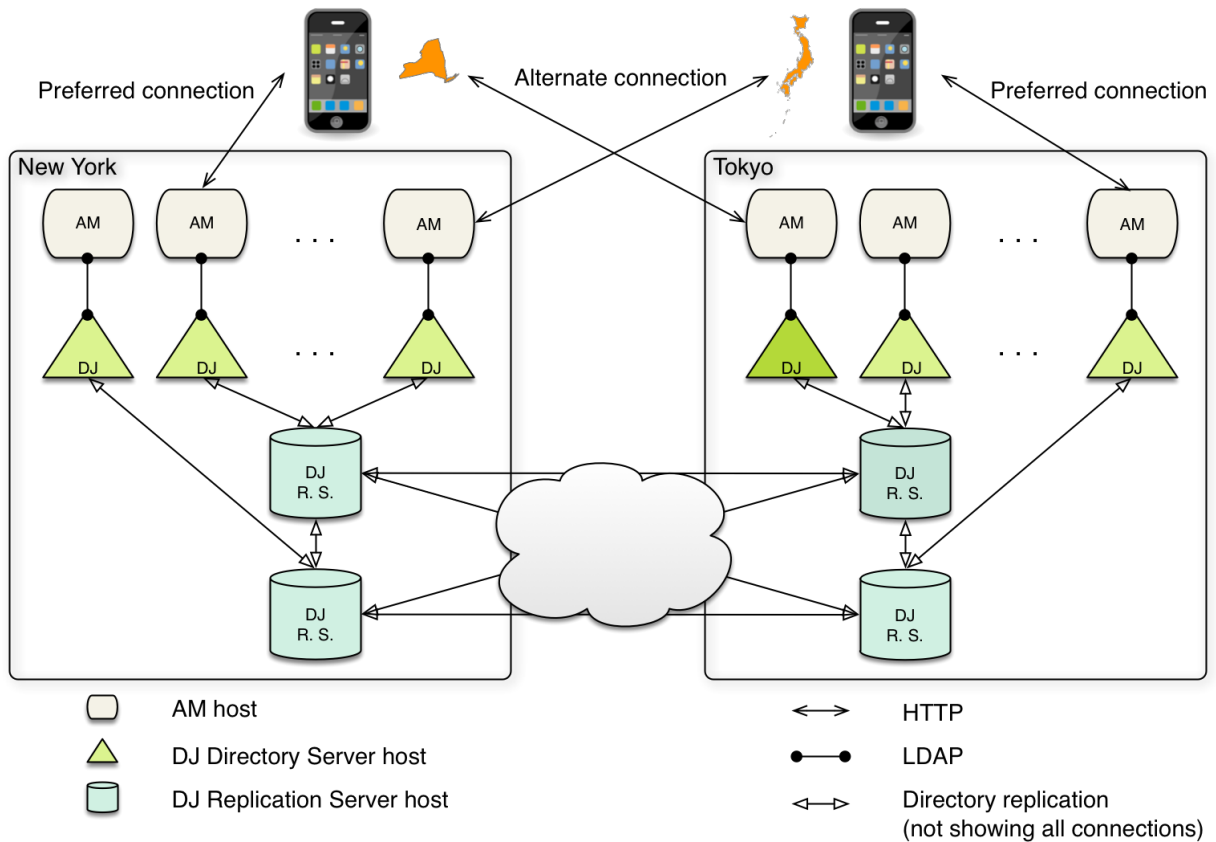 Preferred connection
Alternate connection
Preferred connection
New York
Tokyo
AM
AM
. . .
AM
AM
AM
. . .
AM
DJ
DJ
. . .
DJ
DJ
DJ
. . .
DJ
DJ
R. S.
DJ
R. S.
DJ
R. S.
DJ
R. S.
AM host
DJ Directory Server host
DJ Replication Server host
HTTP
LDAP
Directory replication
(not showing all connections)